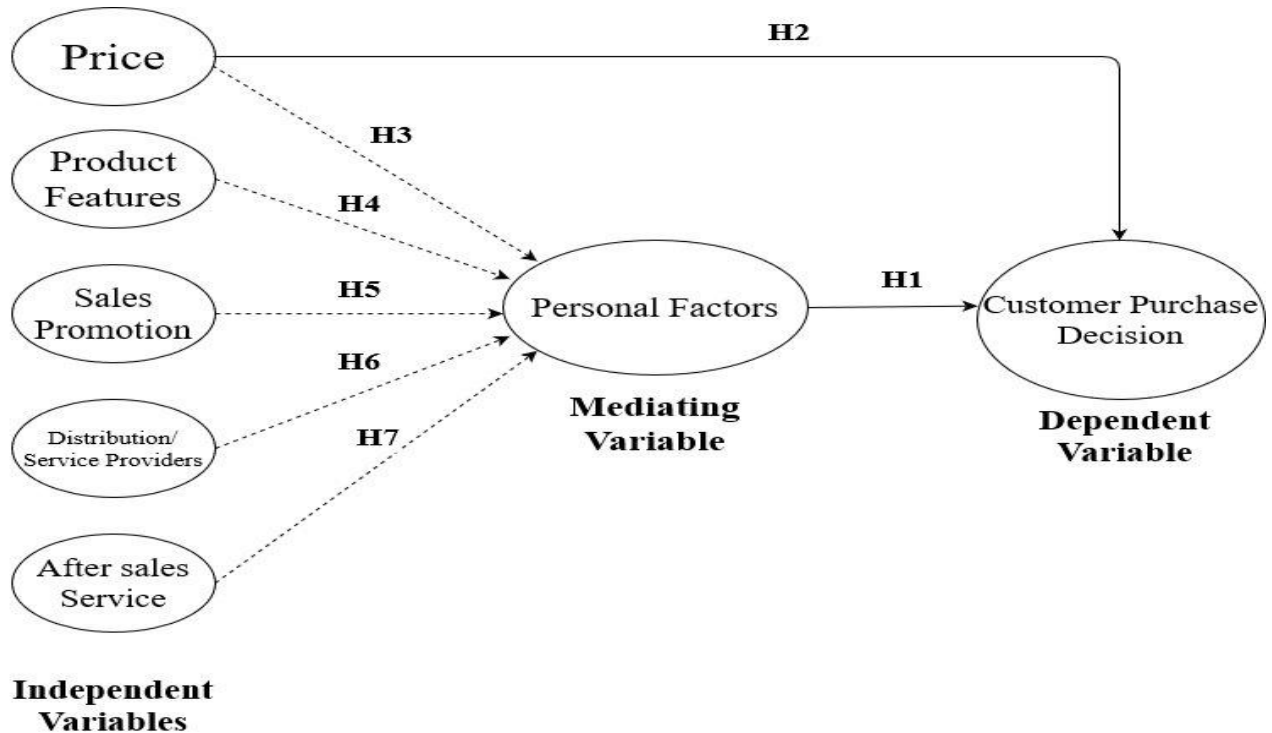 Price
H2
H3
Product
Features
H4
Sales
Promotion
H5
Personal Factors
H1
Customer Purchase
Decision
H6
Mediating
Variable
Dependent
Variable
Distribution/
Service Providers
H7
After sales
Service
Independent
Variables